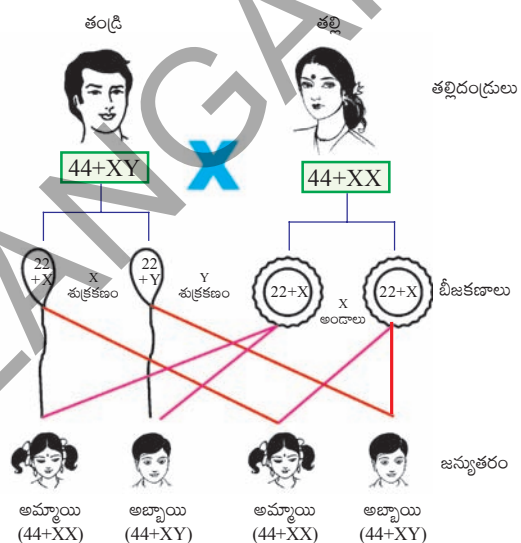 తండ్రి తల్లి
తల్లిదండ్రులు
44+XY X 44+XX
22 +X X శుక్రకణం 22 +Y Y శుక్రకణం 22+X X అండాలు 22+X బీజకణాలు
జన్యుతరం
అమ్మాయి అబ్బాయి అమ్మాయి అబ్బాయి
(44+XX) (44+XY) (44+XX) (44+XY)